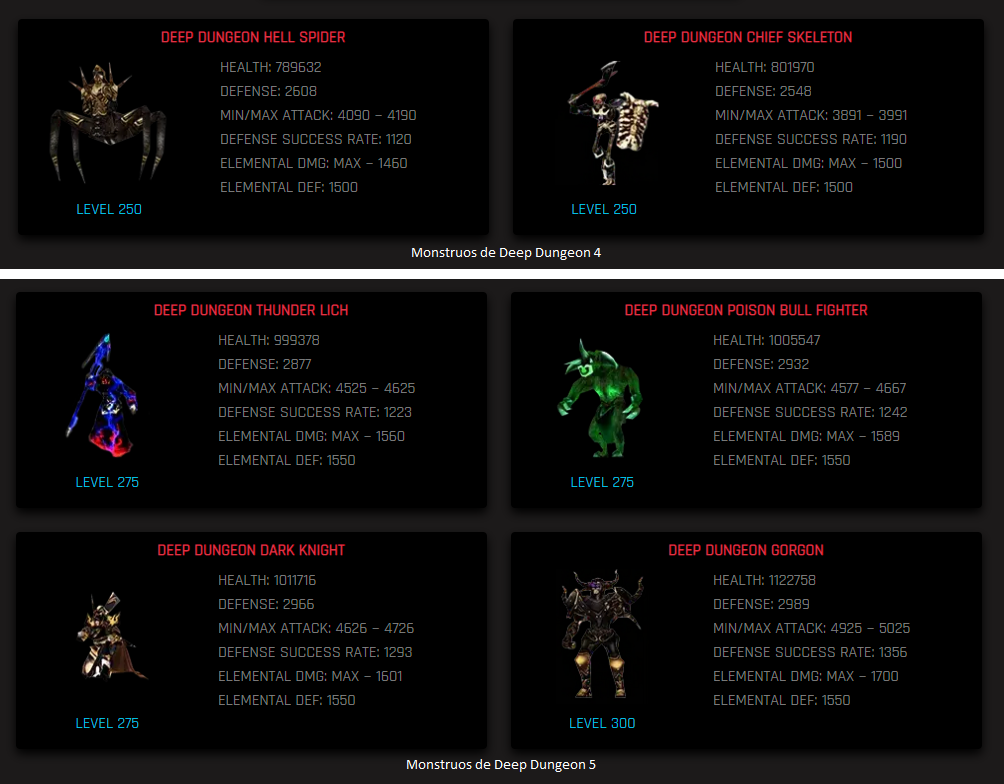 DEEP DUNGEON HELL SPIDER
HEALTH: 789632
DEFENSE: 2608
MIN/MAX ATTACK: 4090 – 4190
DEFENSE SUCCESS RATE: 1120
ELEMENTAL DMG: MAX – 1460
ELEMENTAL DEF: 1500
LEVEL 250
DEEP DUNGEON CHIEF SKELETON
HEALTH: 801970
DEFENSE: 2548
MIN/MAX ATTACK: 3891 – 3991
DEFENSE SUCCESS RATE: 1190
ELEMENTAL DMG: MAX – 1500
ELEMENTAL DEF: 1500
LEVEL 250
Monstruos de Deep Dungeon 4
DEEP DUNGEON THUNDER LICH
HEALTH: 999378
DEFENSE: 2877
MIN/MAX ATTACK: 4525 – 4625
DEFENSE SUCCESS RATE: 1223
ELEMENTAL DMG: MAX – 1560
ELEMENTAL DEF: 1550
LEVEL 275
DEEP DUNGEON POISON BULL FIGHTER
HEALTH: 1005547
DEFENSE: 2932
MIN/MAX ATTACK: 4577 – 4667
DEFENSE SUCCESS RATE: 1242
ELEMENTAL DMG: MAX – 1589
ELEMENTAL DEF: 1550
LEVEL 275
DEEP DUNGEON DARK KNIGHT
HEALTH: 1011716
DEFENSE: 2966
MIN/MAX ATTACK: 4626 – 4726
DEFENSE SUCCESS RATE: 1293
ELEMENTAL DMG: MAX – 1601
ELEMENTAL DEF: 1550
LEVEL 275
DEEP DUNGEON GORGON
HEALTH: 1122758
DEFENSE: 2989
MIN/MAX ATTACK: 4925 – 5025
DEFENSE SUCCESS RATE: 1356
ELEMENTAL DMG: MAX – 1700
ELEMENTAL DEF: 1550
LEVEL 300
Monstruos de Deep Dungeon 5